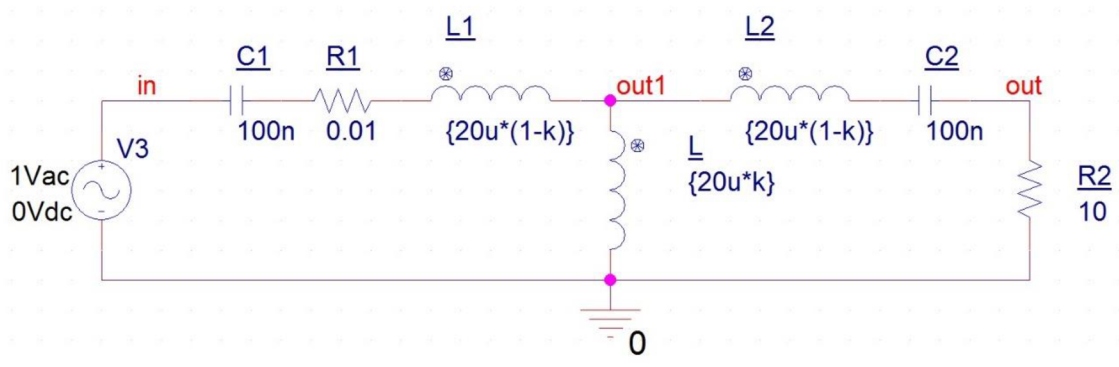 L1
L2
C1
R1
C2
in
out1
out
100n
0.01
{20u*(1-k)}
{20u*(1-k)}
100n
V3
L
{20u*k}
1Vac
0Vdc
R2
10
0